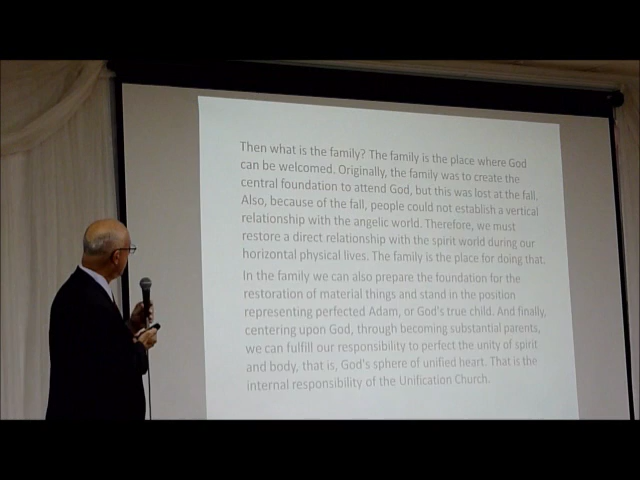 Then what is the family? The family is the place where God
can be welcomed. Originally, the family was to create the
central foundation to attend God, but this was lost at the fall.
Also, because of the fall, people could not establish a vertical
relationship with the angelic world. Therefore, we must
restore a direct relationship with the spirit world during our
horizontal physical lives. The family is the place for doing that.
In the family we can also prepare the foundation for the
restoration of material things and stand in the position
representing perfected Adam, or God's true child. And finally,
centering upon God, through becoming substantial parents,
we can fulfill our responsibility to perfect the unity of spirit
and body, that is, God's sphere of unified heart. That is the
internal responsibility of the Unification Church.